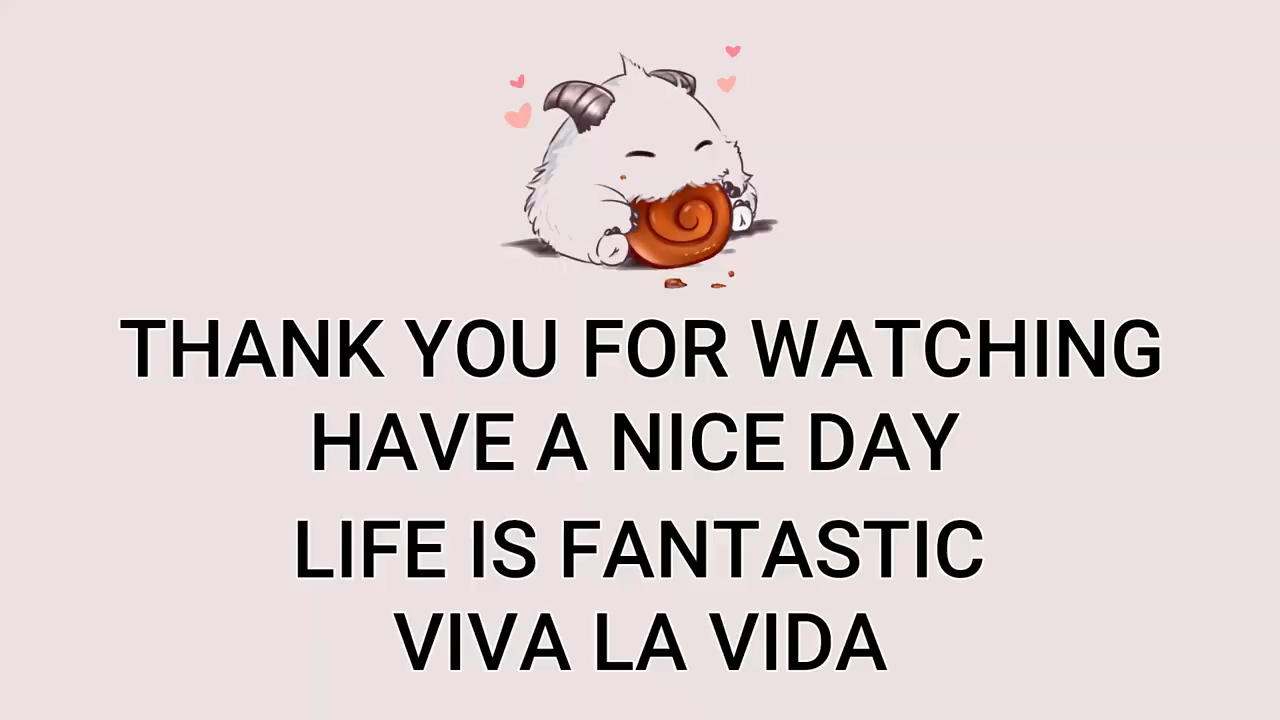 THANK YOU FOR WATCHING
HAVE A NICE DAY
LIFE IS FANTASTIC
VIVA LA VIDA